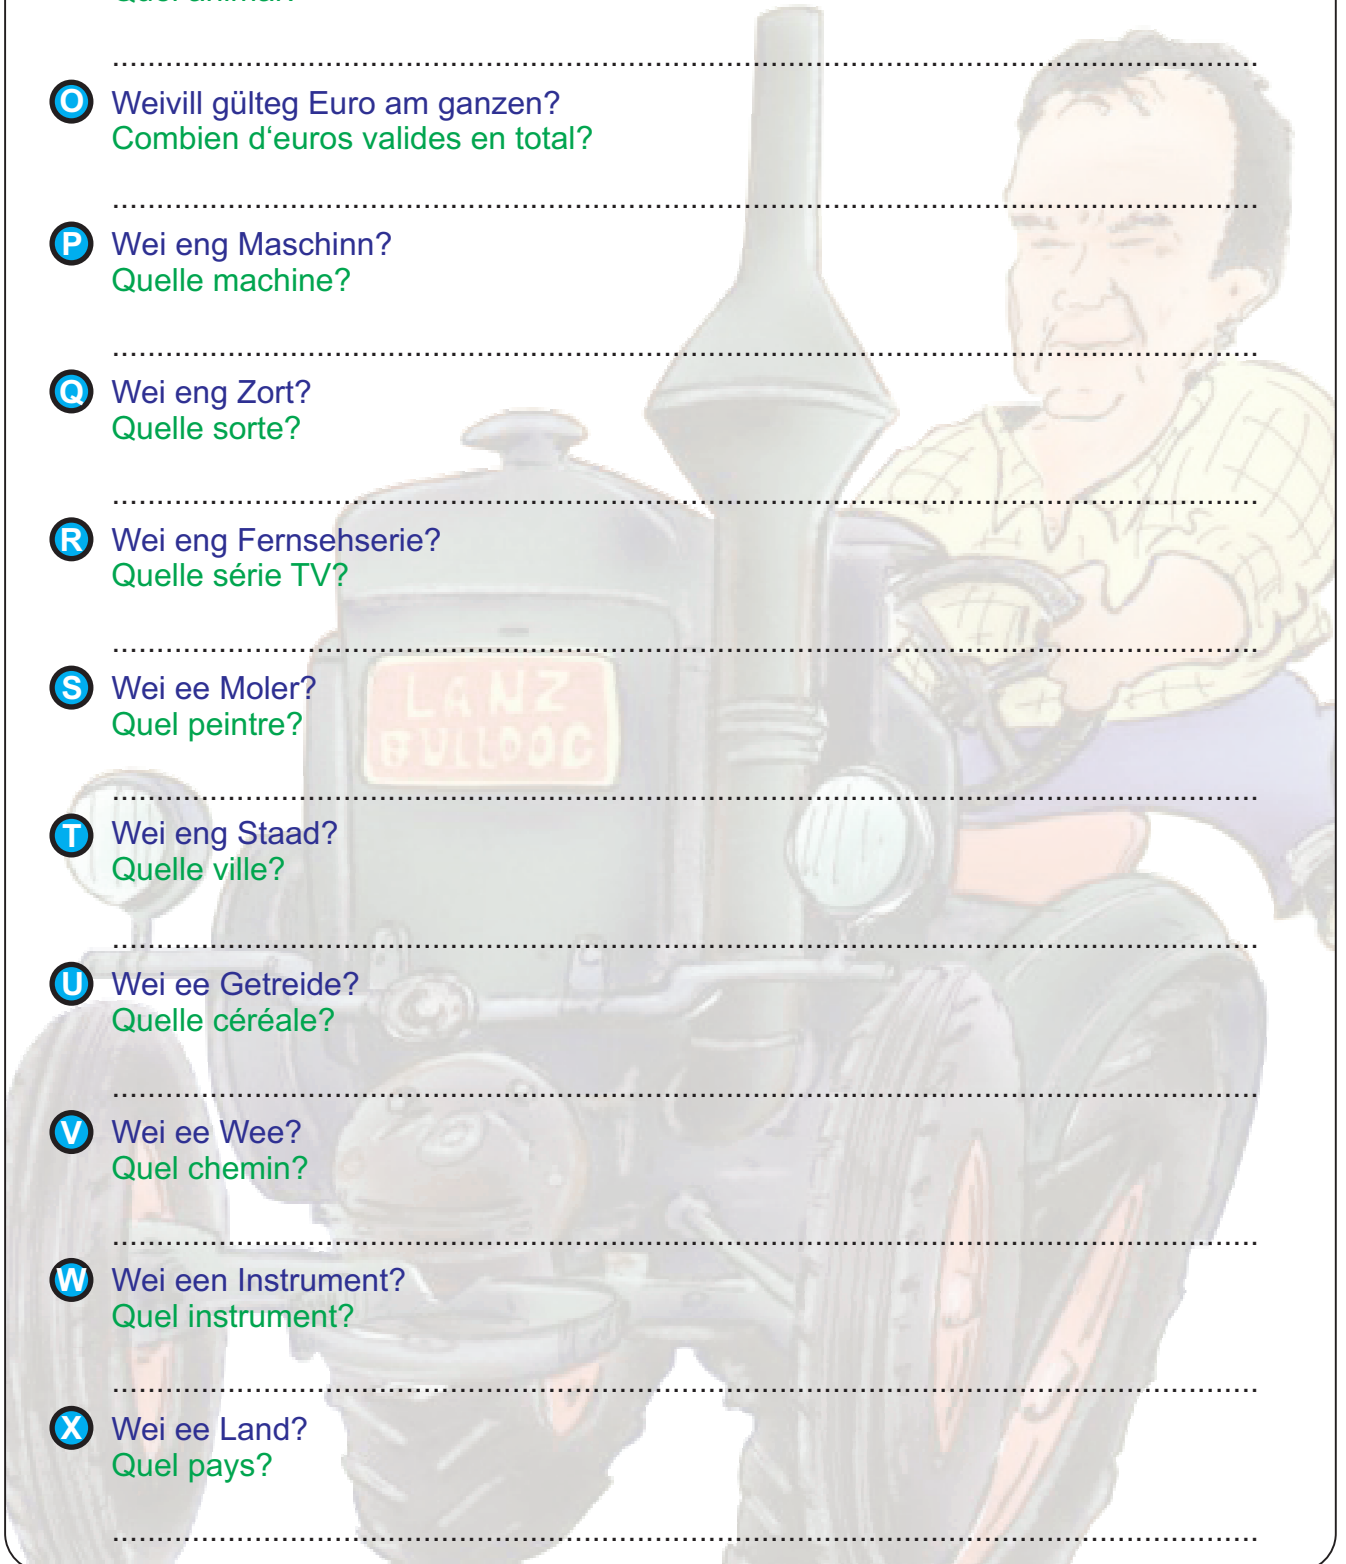 O Weivill gülteg Euro am ganzen?
Combien d‘euros valides en total?
P Wei eng Maschinn?
Quelle machine?
Q Wei eng Zort?
Quelle sorte?
R Wei eng Fernsehserie?
Quelle série TV?
LANZ
BULLDOG
S Wei ee Moler?
Quel peintre?
T Wei eng Staad?
Quelle ville?
U Wei ee Getreide?
Quelle céréale?
V Wei ee Wee?
Quel chemin?
W Wei een Instrument?
Quel instrument?
X Wei ee Land?
Quel pays?